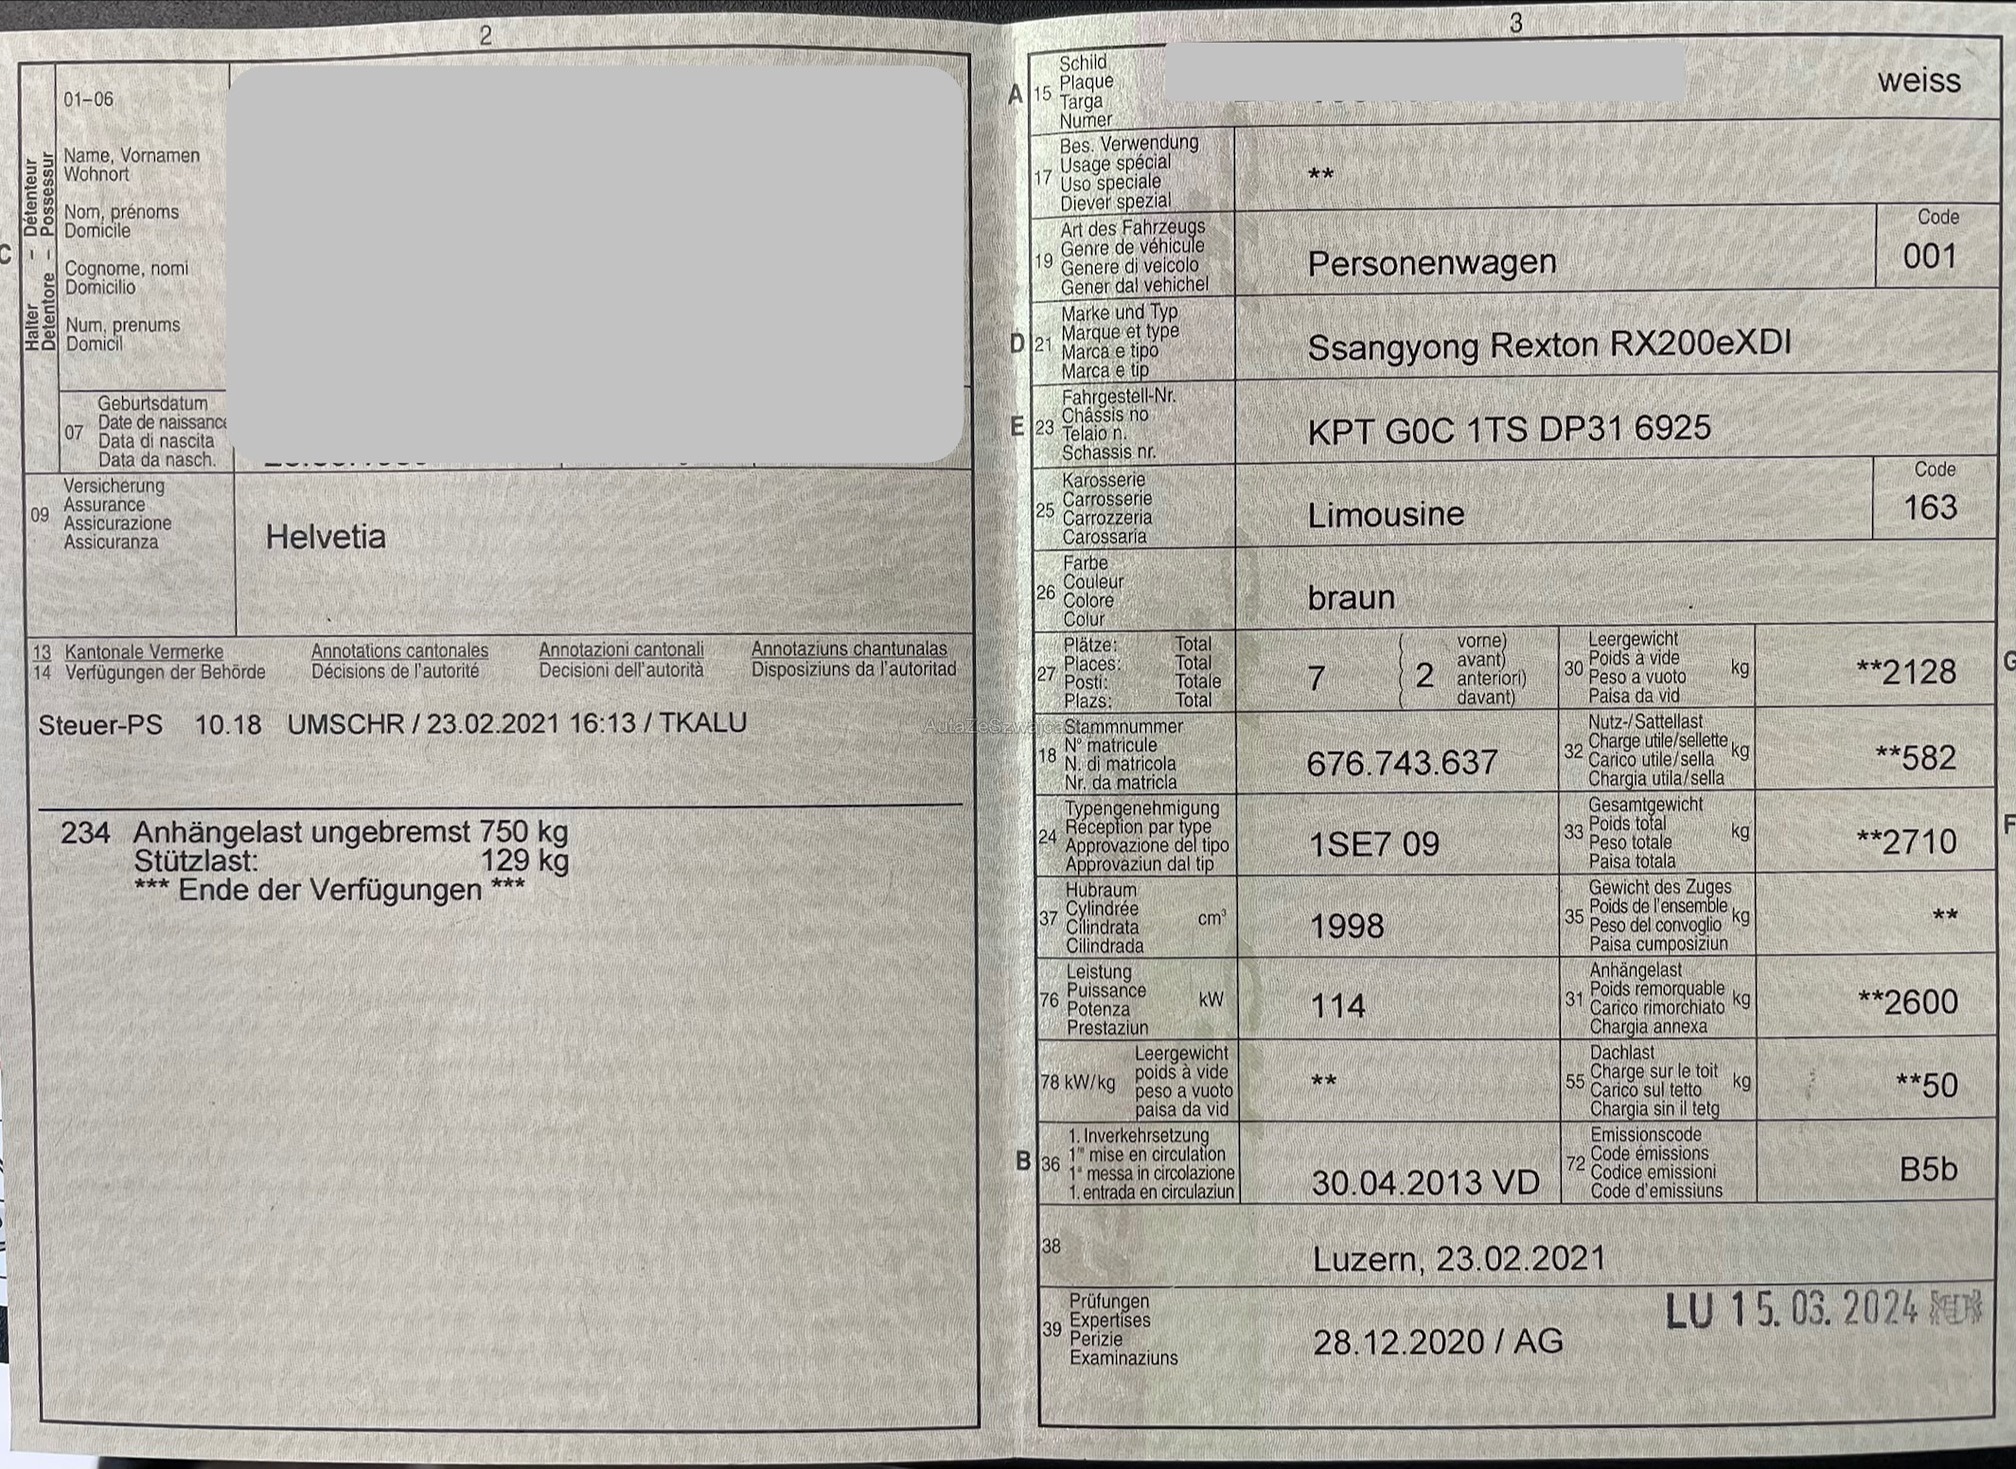 2
01–06
Name, Vornamen
Wohnort
Nom, prénoms
Domicile
Cognome, nomi
Domicilio
Num, prenums
Domicil
C
Halter – Détenteur
Detentore – Possessur
07
Geburtsdatum
Date de naissance
Data di nascita
Data da nasch.
09
Versicherung
Assurance
Assicurazione
Assicuranza
Helvetia
13 Kantonale Vermerke Annotations cantonales Annotazioni cantonali Annotaziuns chantunalas
14 Verfügungen der Behörde Décisions de l'autorité Decisioni dell'autorità Disposiziuns da l'autoritad
Steuer-PS 10.18 UMSCHR / 23.02.2021 16:13 / TKALU
234 Anhängelast ungebremst 750 kg
Stützlast: 129 kg
*** Ende der Verfügungen ***
3
A 15
Schild
Plaque
Targa
Numer
weiss
17
Bes. Verwendung
Usage spécial
Uso speciale
Diever spezial
**
19
Art des Fahrzeugs
Genre de véhicule
Genere di veicolo
Gener dal vehichel
Personenwagen
Code
001
D 21
Marke und Typ
Marque et type
Marca e tipo
Marca e tip
Ssangyong Rexton RX200eXDI
E 23
Fahrgestell-Nr.
Châssis no
Telaio n.
Schassis nr.
KPT G0C 1TS DP31 6925
25
Karosserie
Carrosserie
Carrozzeria
Carossaria
Limousine
Code
163
26
Farbe
Couleur
Colore
Colur
braun
27
Plätze: Total
Places: Total
Posti: Totale
Plazs: Total
7
( 2
vorne)
avant)
anteriori)
davant)
30
Leergewicht
Poids à vide
Peso a vuoto
Paisa da vid
kg
**2128
G
18
Stammnummer
N° matricule
N. di matricola
Nr. da matricla
676.743.637
32
Nutz-/Sattellast
Charge utile/sellette
Carico utile/sella
Chargia utila/sella
kg
**582
24
Typengenehmigung
Réception par type
Approvazione del tipo
Approvaziun dal tip
1SE7 09
33
Gesamtgewicht
Poids total
Peso totale
Paisa totala
kg
**2710
F
37
Hubraum
Cylindrée
Cilindrata
Cilindrada
cm³
1998
35
Gewicht des Zuges
Poids de l'ensemble
Peso del convoglio
Paisa cumposiziun
kg
**
76
Leistung
Puissance
Potenza
Prestaziun
kW
114
31
Anhängelast
Poids remorquable
Carico rimorchiato
Chargia annexa
kg
**2600
78 kW/kg
Leergewicht
poids à vide
peso a vuoto
paisa da vid
**
55
Dachlast
Charge sur le toit
Carico sul tetto
Chargia sin il tetg
kg
**50
B 36
1. Inverkehrsetzung
1re mise en circulation
1a messa in circolazione
1. entrada en circulaziun
30.04.2013 VD
72
Emissionscode
Code émissions
Codice emissioni
Code d'emissiuns
B5b
38
Luzern, 23.02.2021
39
Prüfungen
Expertises
Perizie
Examinaziuns
28.12.2020 / AG
LU 15. 03. 2024